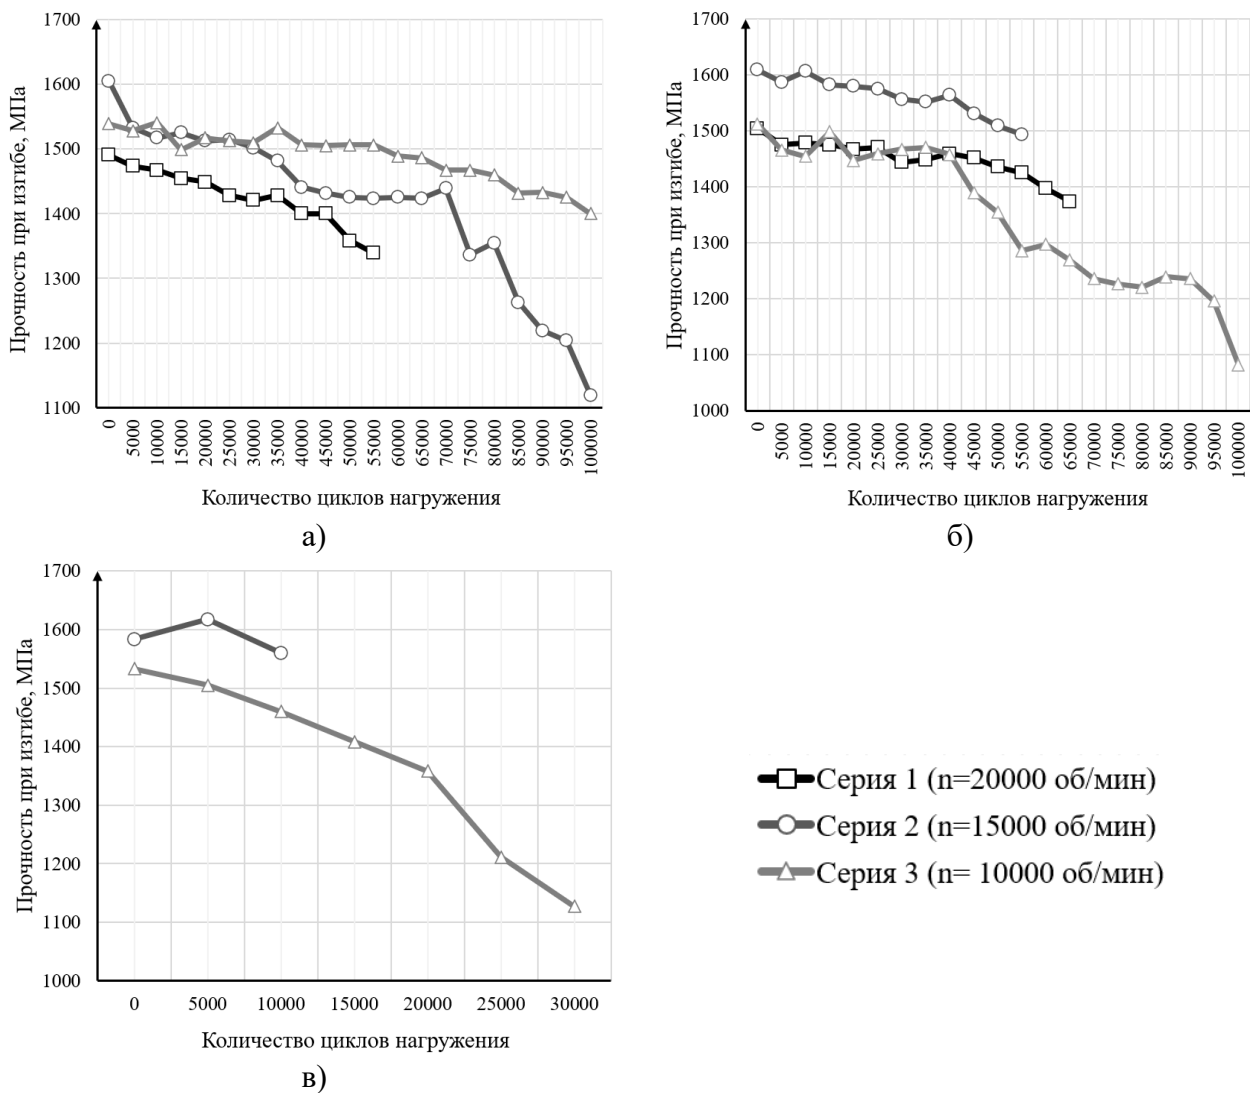 1700
1600
1500
1400
1300
1200
1100
Прочность при изгибе, МПа
0 5000 10000 15000 20000 25000 30000 35000 40000 45000 50000 55000 60000 65000 70000 75000 80000 85000 90000 95000 100000
Количество циклов нагружения
а)
1700
1600
1500
1400
1300
1200
1100
1000
Прочность при изгибе, МПа
0 5000 10000 15000 20000 25000 30000 35000 40000 45000 50000 55000 60000 65000 70000 75000 80000 85000 90000 95000 100000
Количество циклов нагружения
б)
1700
1600
1500
1400
1300
1200
1100
1000
Прочность при изгибе, МПа
0 5000 10000 15000 20000 25000 30000
Количество циклов нагружения
в)
Серия 1 (n=20000 об/мин)
Серия 2 (n=15000 об/мин)
Серия 3 (n= 10000 об/мин)